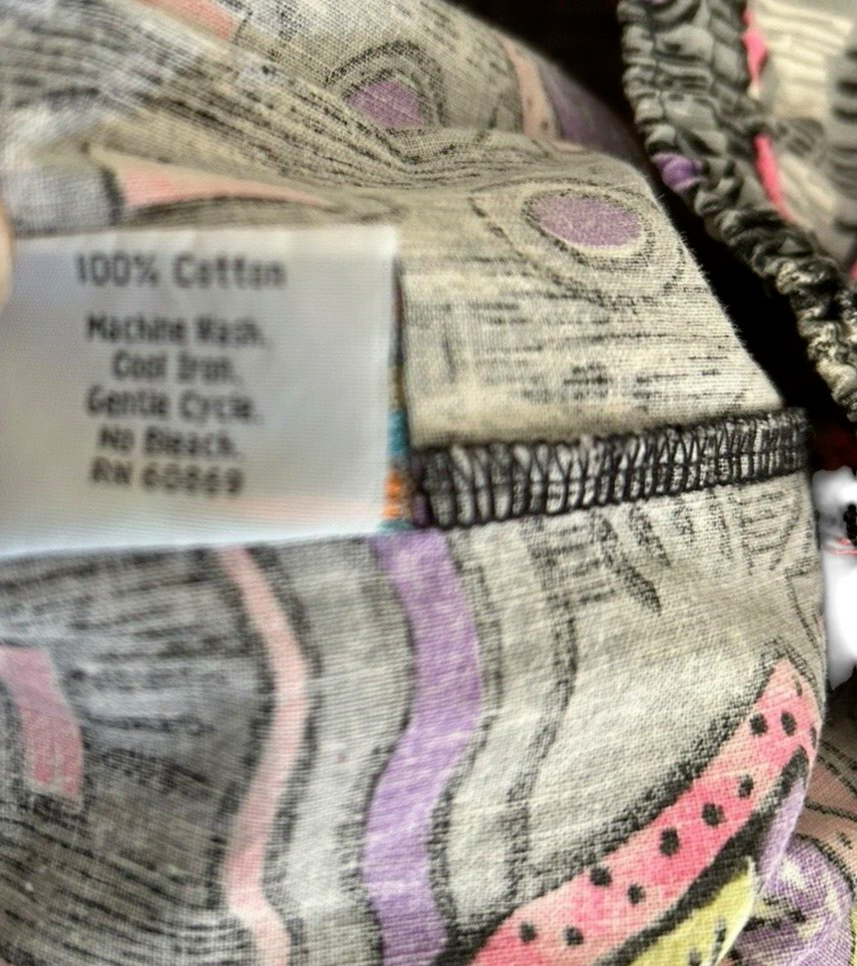 100% Cotton
Machine Wash.
Cool Iron.
Gentle Cycle.
No Bleach.
RN 60869